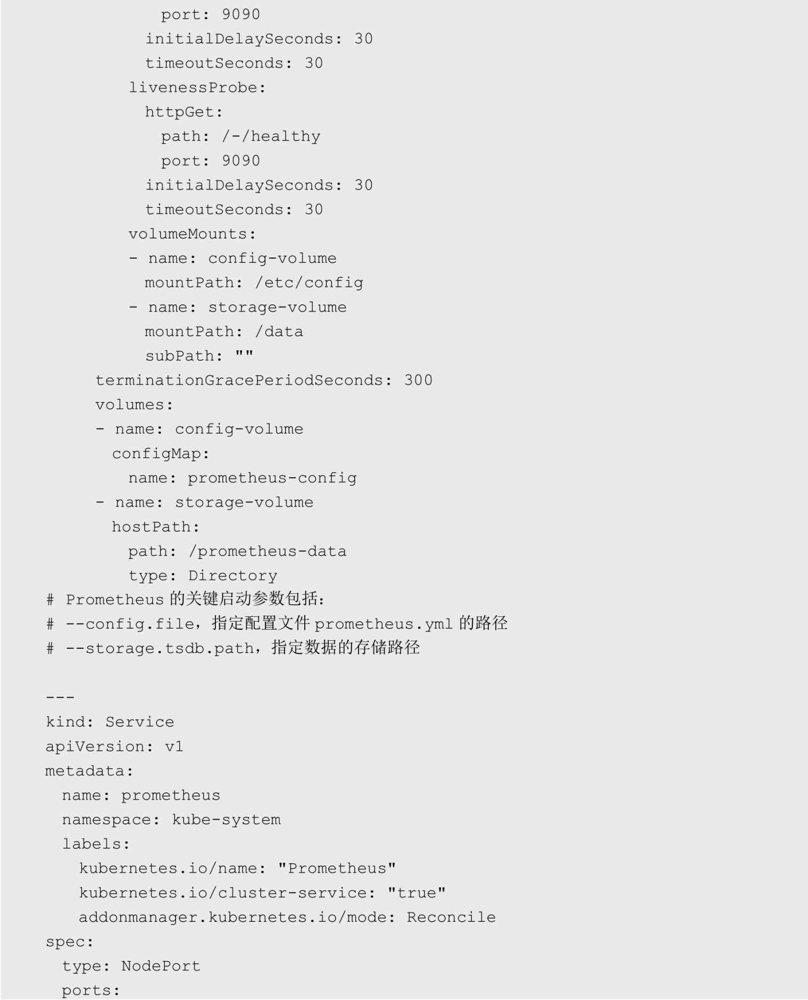 port: 9090
          initialDelaySeconds: 30
          timeoutSeconds: 30
        livenessProbe:
          httpGet:
            path: /-/healthy
            port: 9090
          initialDelaySeconds: 30
          timeoutSeconds: 30
        volumeMounts:
        - name: config-volume
          mountPath: /etc/config
        - name: storage-volume
          mountPath: /data
          subPath: ""
      terminationGracePeriodSeconds: 300
      volumes:
      - name: config-volume
        configMap:
          name: prometheus-config
      - name: storage-volume
        hostPath:
          path: /prometheus-data
          type: Directory
# Prometheus 的关键启动参数包括：
# --config.file，指定配置文件 prometheus.yml 的路径
# --storage.tsdb.path，指定数据的存储路径

---
kind: Service
apiVersion: v1
metadata:
  name: prometheus
  namespace: kube-system
  labels:
    kubernetes.io/name: "Prometheus"
    kubernetes.io/cluster-service: "true"
    addonmanager.kubernetes.io/mode: Reconcile
spec:
  type: NodePort
  ports: